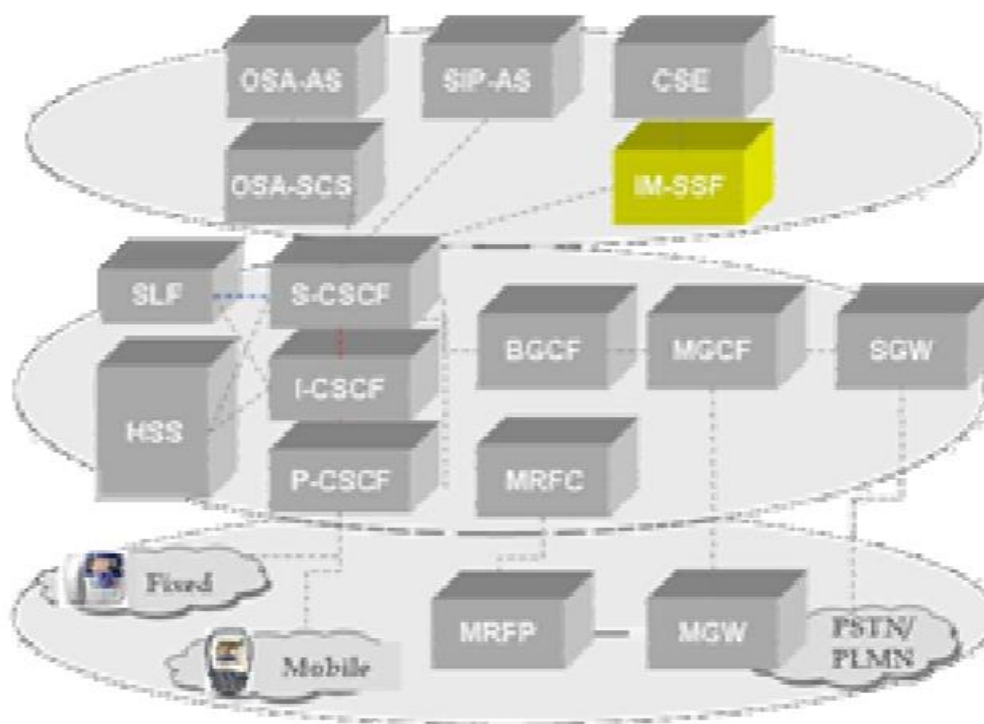 OSA-AS
SIP-AS
CSE
OSA-SCS
IM-SSF
SLF
S-CSCF
BGCF
MGCF
SGW
I-CSCF
HSS
P-CSCF
MRFC
Fixed
MRFP
MGW
PSTN/
PLMN
Mobile